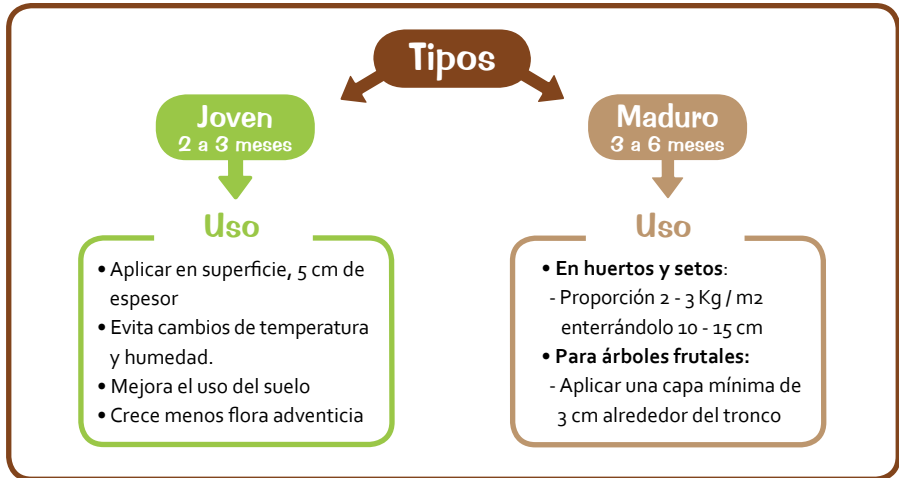 Tipos
Joven
2 a 3 meses
Uso
• Aplicar en superficie, 5 cm de
espesor
• Evita cambios de temperatura
y humedad.
• Mejora el uso del suelo
• Crece menos flora adventicia
Maduro
3 a 6 meses
Uso
• En huertos y setos:
- Proporción 2 - 3 Kg / m2
enterrándolo 10 - 15 cm
• Para árboles frutales:
- Aplicar una capa mínima de
3 cm alrededor del tronco